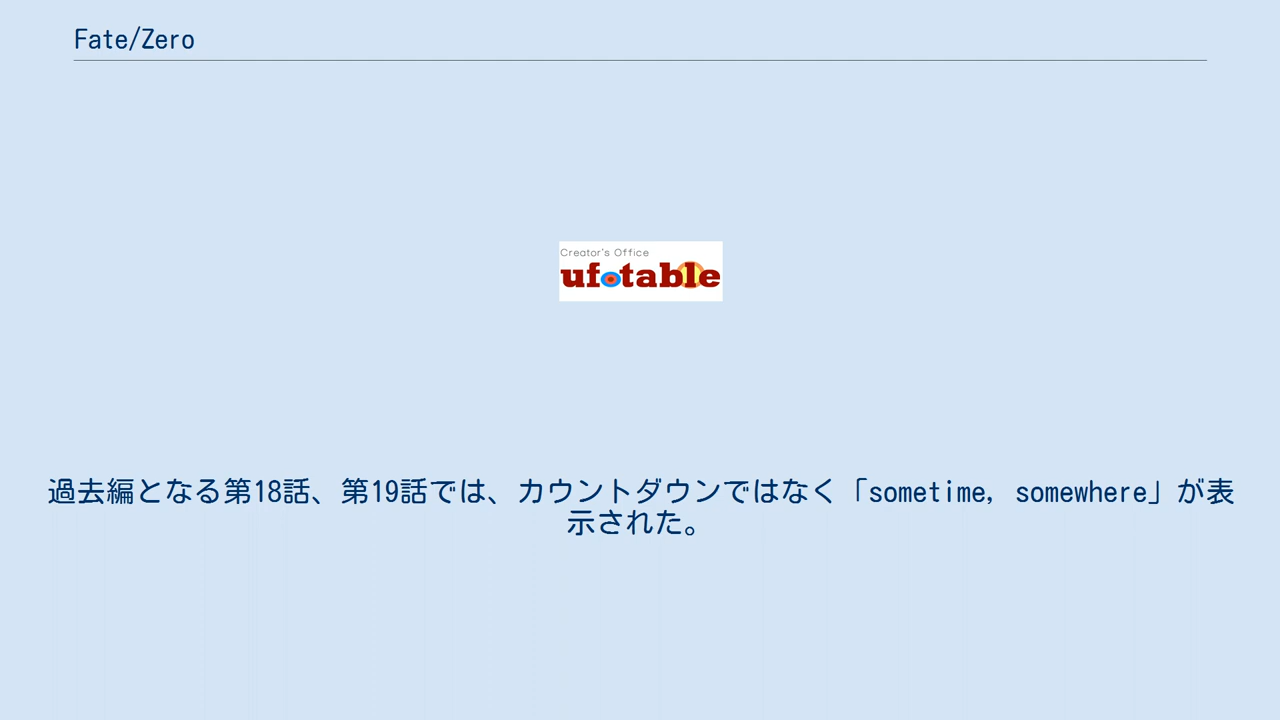 Fate/Zero
Creator's Office
ufotable
過去編となる第18話、第19話では、カウントダウンではなく「sometime, somewhere」が表
示された。